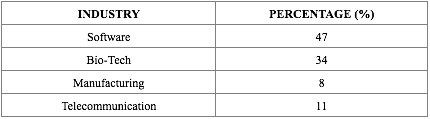 INDUSTRY PERCENTAGE (%)
Software 47
Bio-Tech 34
Manufacturing 8
Telecommunication 11